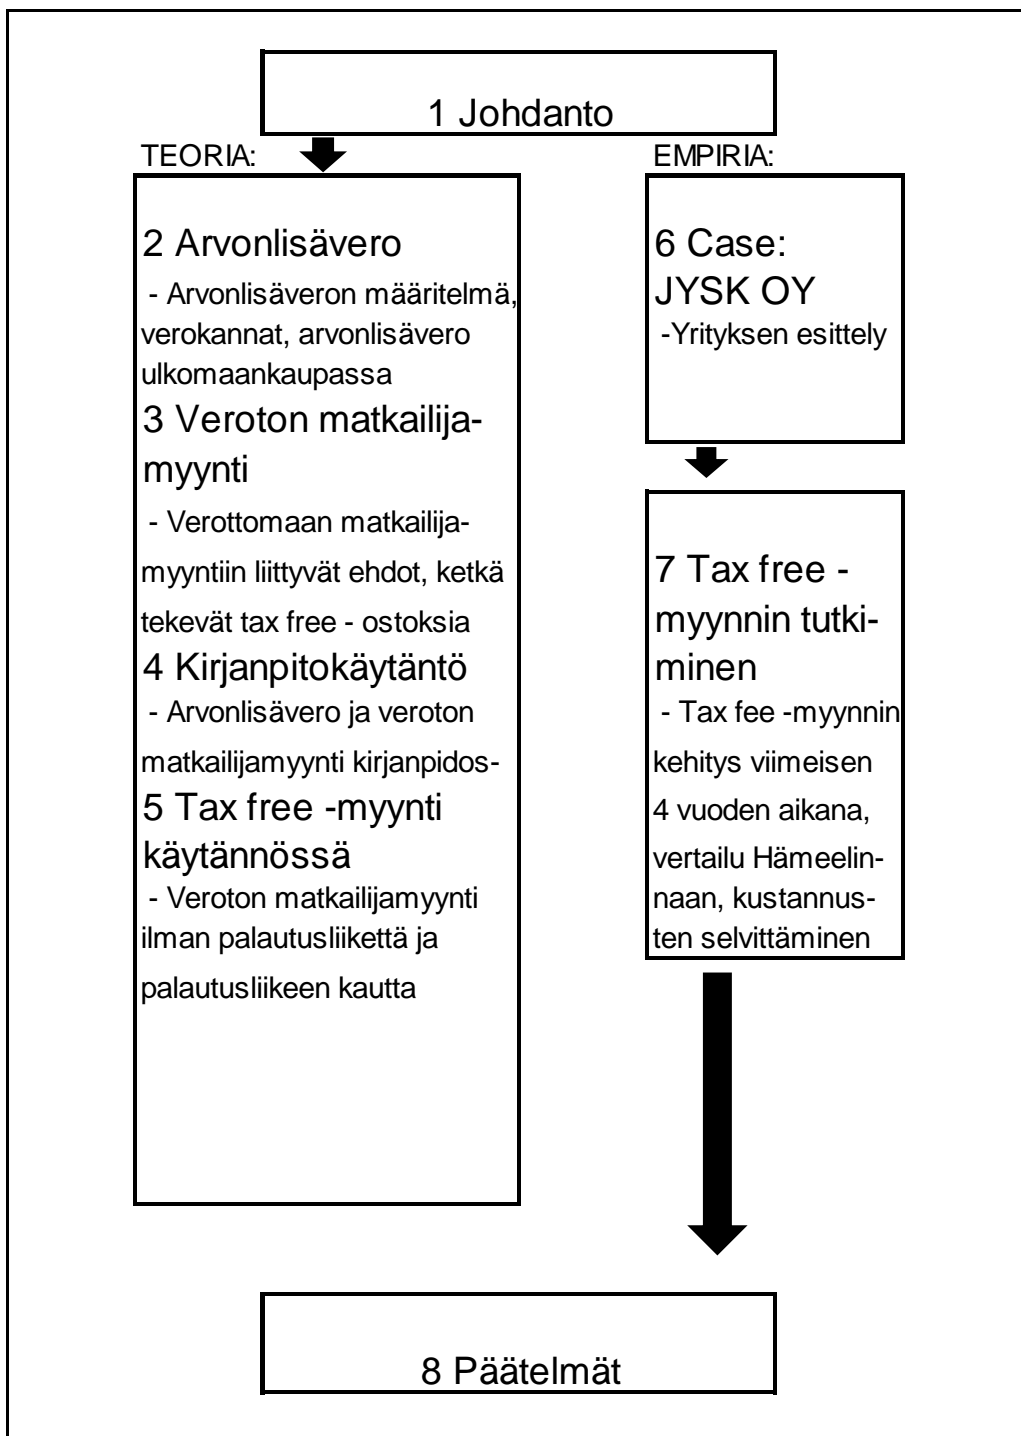 1 Johdanto
TEORIA:
2 Arvonlisävero
- Arvonlisäveron määritelmä,
verokannat, arvonlisävero
ulkomaankaupassa
3 Veroton matkailija-
myynti
- Verottomaan matkailija-
myyntiin liittyvät ehdot, ketkä
tekevät tax free - ostoksia
4 Kirjanpitokäytäntö
- Arvonlisävero ja veroton
matkailijamyynti kirjanpidos-
5 Tax free -myynti
käytännössä
- Veroton matkailijamyynti
ilman palautusliikettä ja
palautusliikeen kautta
EMPIRIA:
6 Case:
JYSK OY
-Yrityksen esittely
7 Tax free -
myynnin tutki-
minen
- Tax fee -myynnin
kehitys viimeisen
4 vuoden aikana,
vertailu Hämeelin-
naan, kustannus-
ten selvittäminen
8 Päätelmät